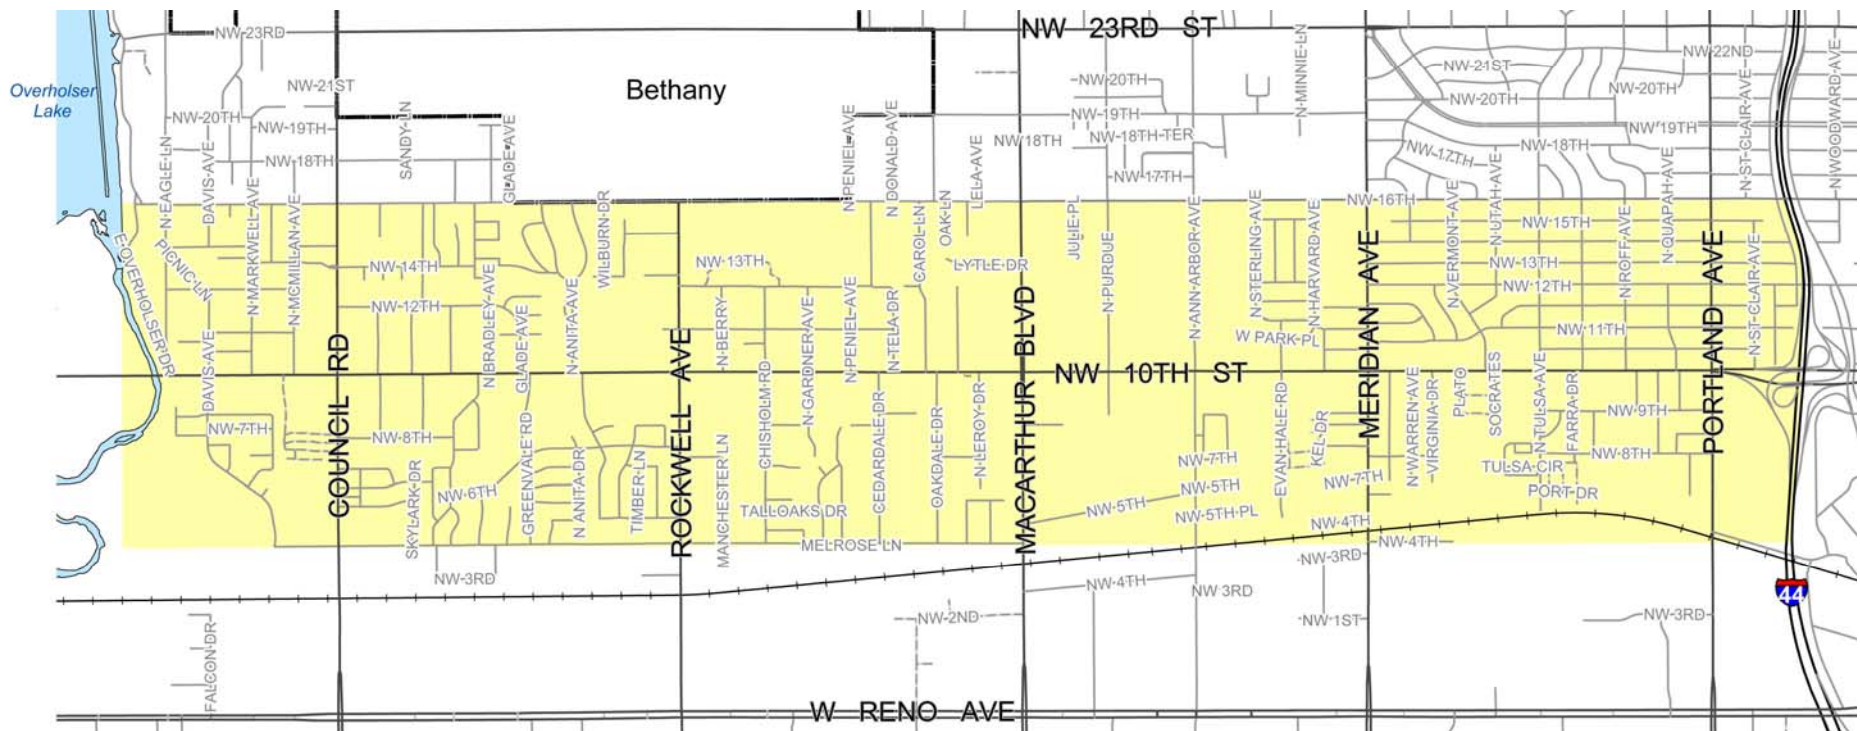 NW 23RD ST
NW 23RD
NW 22ND
NW 21ST
NW 21ST
Overholser
Lake
Bethany
NW 20TH
NW 20TH
NW 20TH
NW 20TH
NW 19TH
NW 19TH
NW 19TH
NW 18TH
NW 18TH
NW 18TH TER
NW 18TH
NW 17TH
NW 17TH
N EAGLE LN
DAVIS AVE
N MARKWELL AVE
N MCMILLAN AVE
SANDY LN
GLADE AVE
N PENIEL AVE
N DONALD AVE
LELA AVE
N MINNIE LN
N UTAH AVE
N QUAPAH AVE
N ST CLAIR AVE
N WOODWARD AVE
NW 16TH
NW 15TH
E OVERHOLSER DR
PICNIC LN
WILBURN DR
CAROL LN
OAK LN
JULIE PL
N PURDUE
N ANN ARBOR AVE
N STERLING AVE
N HARVARD AVE
MERIDIAN AVE
N VERMONT AVE
N ROFF AVE
PORTLAND AVE
N ST CLAIR AVE
NW 14TH
NW 13TH
LYTLE DR
NW 13TH
NW 12TH
NW 12TH
NW 11TH
N BRADLEY AVE
GLADE AVE
N ANITA AVE
N BERRY
N GARDNER AVE
N PENIEL AVE
N TELA DR
W PARK PL
COUNCIL RD
ROCKWELL AVE
MACARTHUR BLVD
NW 10TH ST
DAVIS AVE
CHISHOLM RD
CEDARDALE DR
OAKDALE DR
N LEROY DR
EVAN HALE RD
KEL DR
N WARREN AVE
VIRGINIA DR
PLATO
SOCRATES
N TULSA AVE
FARRA DR
NW 9TH
NW 7TH
NW 8TH
NW 8TH
NW 7TH
NW 7TH
TULSA CIR
PORT DR
SKYLARK DR
NW 6TH
GREENVALE RD
N ANITA DR
TIMBER LN
MANCHESTER LN
TALLOAKS DR
NW 5TH
NW 5TH
NW 5TH PL
NW 4TH
NW 4TH
MELROSE LN
NW 3RD
NW 3RD
NW 4TH
NW 3RD
44
NW 2ND
NW 1ST
NW 3RD
FALCON DR
W RENO AVE